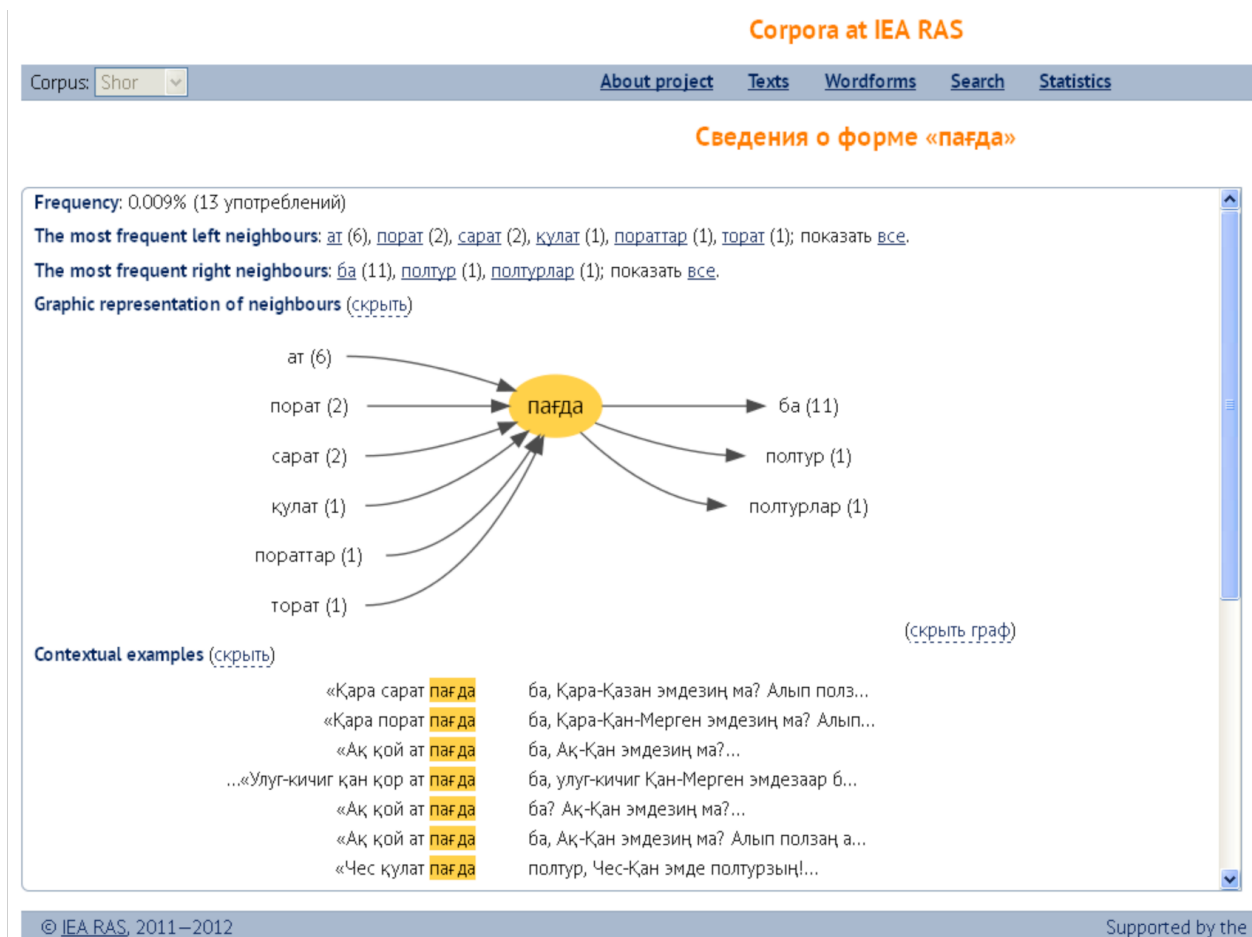 Corpora at IEA RAS
Corpus: Shor About project Texts Wordforms Search Statistics
Сведения о форме «пағда»
Frequency: 0.009% (13 употреблений)
The most frequent left neighbours: ат (6), порат (2), сарат (2), қулат (1), пораттар (1), торат (1); показать все.
The most frequent right neighbours: ба (11), полтур (1), полтурлар (1); показать все.
Graphic representation of neighbours (скрыть)
ат (6)
порат (2) пағда ба (11)
сарат (2) полтур (1)
қулат (1) полтурлар (1)
пораттар (1)
торат (1)
(скрыть граф)
Contextual examples (скрыть)
«Қара сарат пағда ба, Қара-Қазан эмдезиң ма? Алып полз...
«Қара порат пағда ба, Қара-Қан-Мерген эмдезиң ма? Алып...
«Ақ қой ат пағда ба, Ақ-Қан эмдезиң ма?...
...«Улуг-кичиг қан қор ат пағда ба, улуг-кичиг Қан-Мерген эмдезаар б...
«Ақ қой ат пағда ба? Ақ-Қан эмдезиң ма?...
«Ақ қой ат пағда ба, Ақ-Қан эмдезиң ма? Алып ползаң а...
«Чес қулат пағда полтур, Чес-Қан эмде полтурзың!...
© IEA RAS, 2011—2012 Supported by the